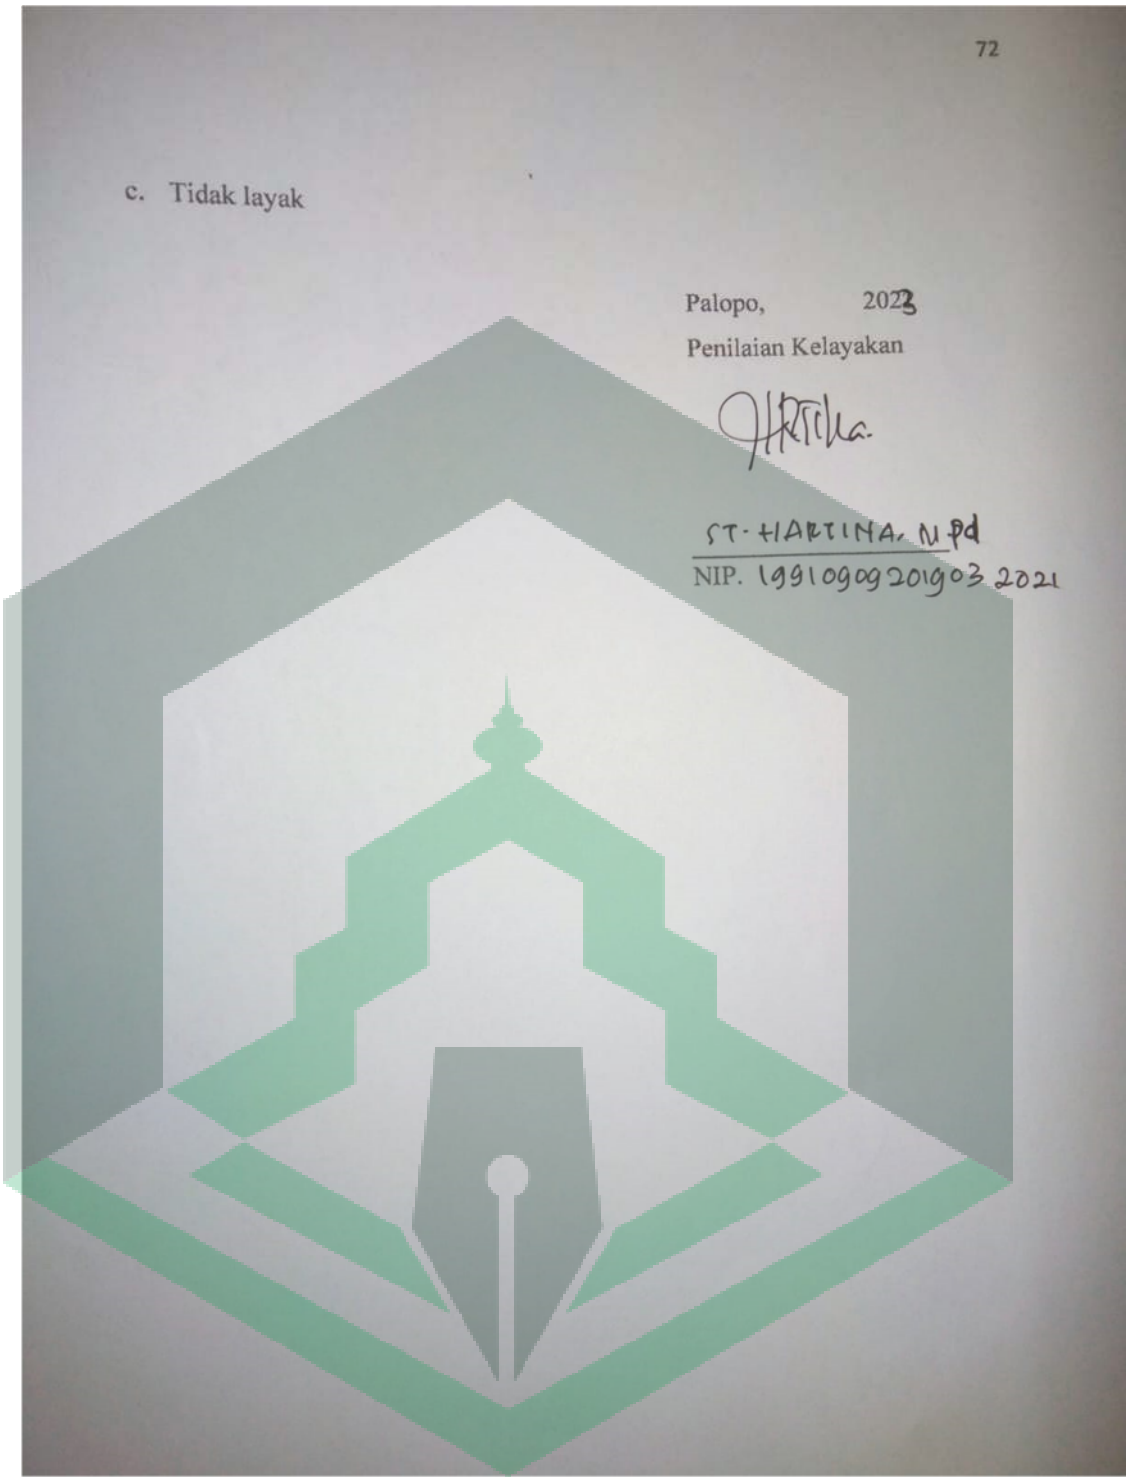 72
c. Tidak layak
Palopo, 2023
Penilaian Kelayakan
ST. HARTINA, M Pd
NIP. 199109092019032021